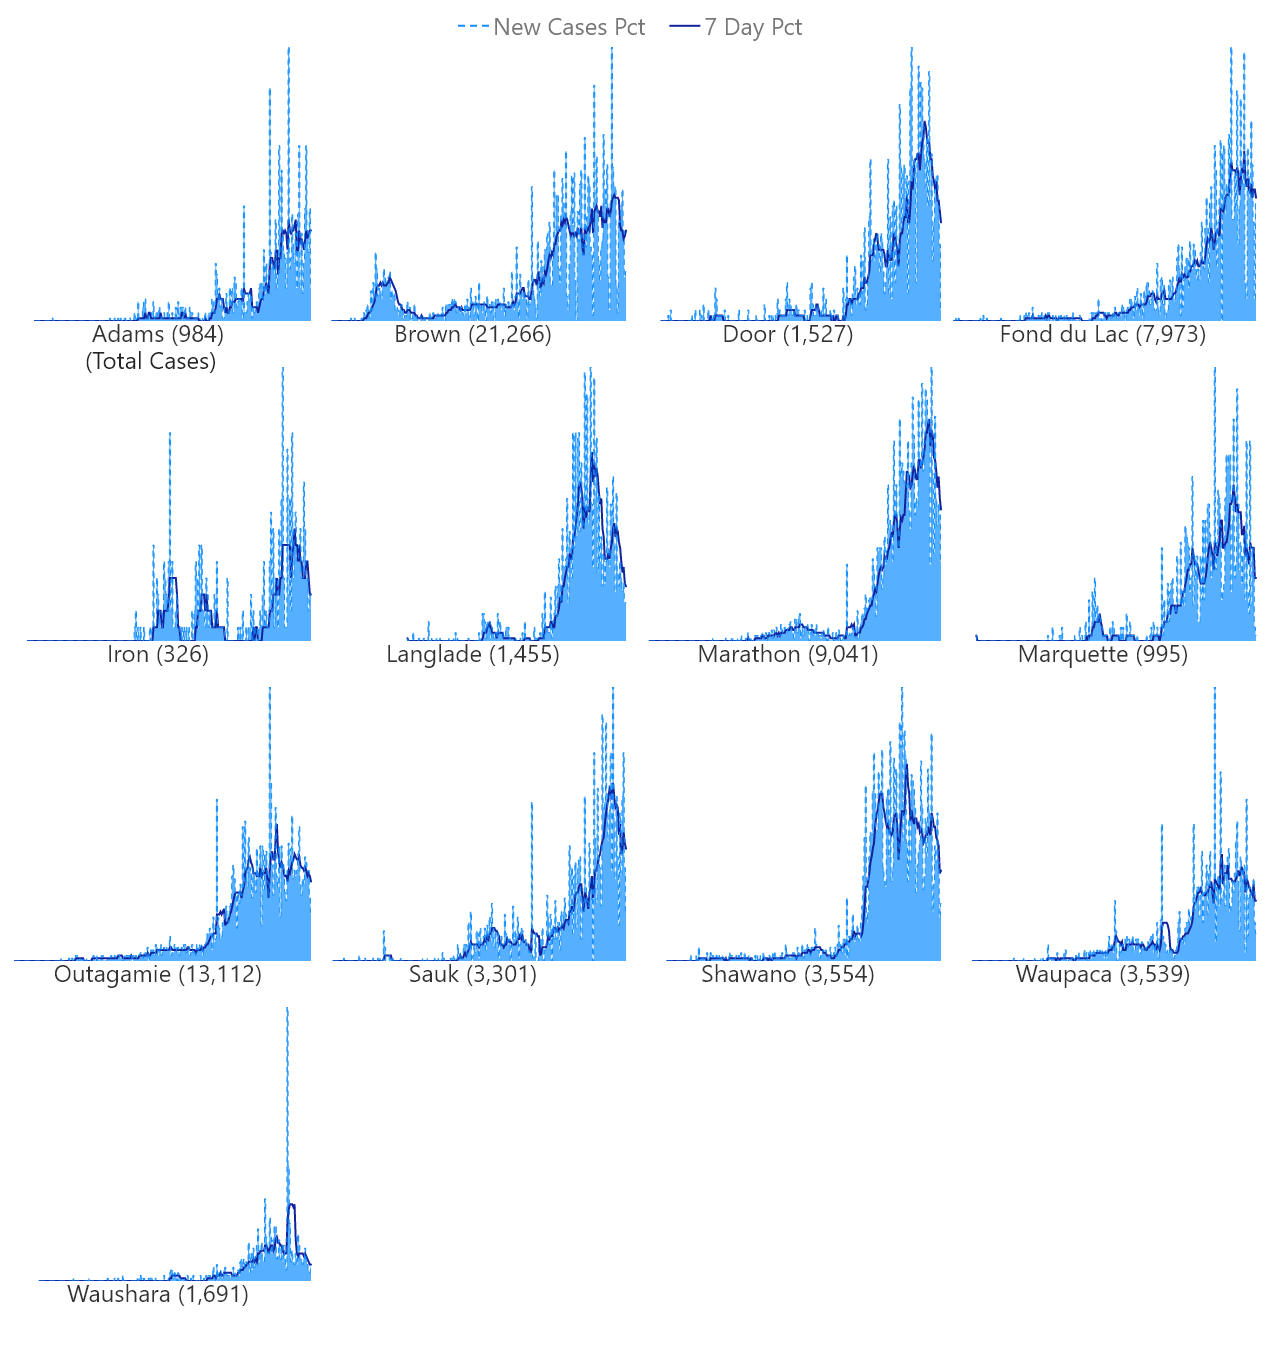 New Cases Pct 7 Day Pct
Adams (984)
(Total Cases)
Brown (21,266)
Door (1,527)
Fond du Lac (7,973)
Iron (326)
Langlade (1,455)
Marathon (9,041)
Marquette (995)
Outagamie (13,112)
Sauk (3,301)
Shawano (3,554)
Waupaca (3,539)
Waushara (1,691)